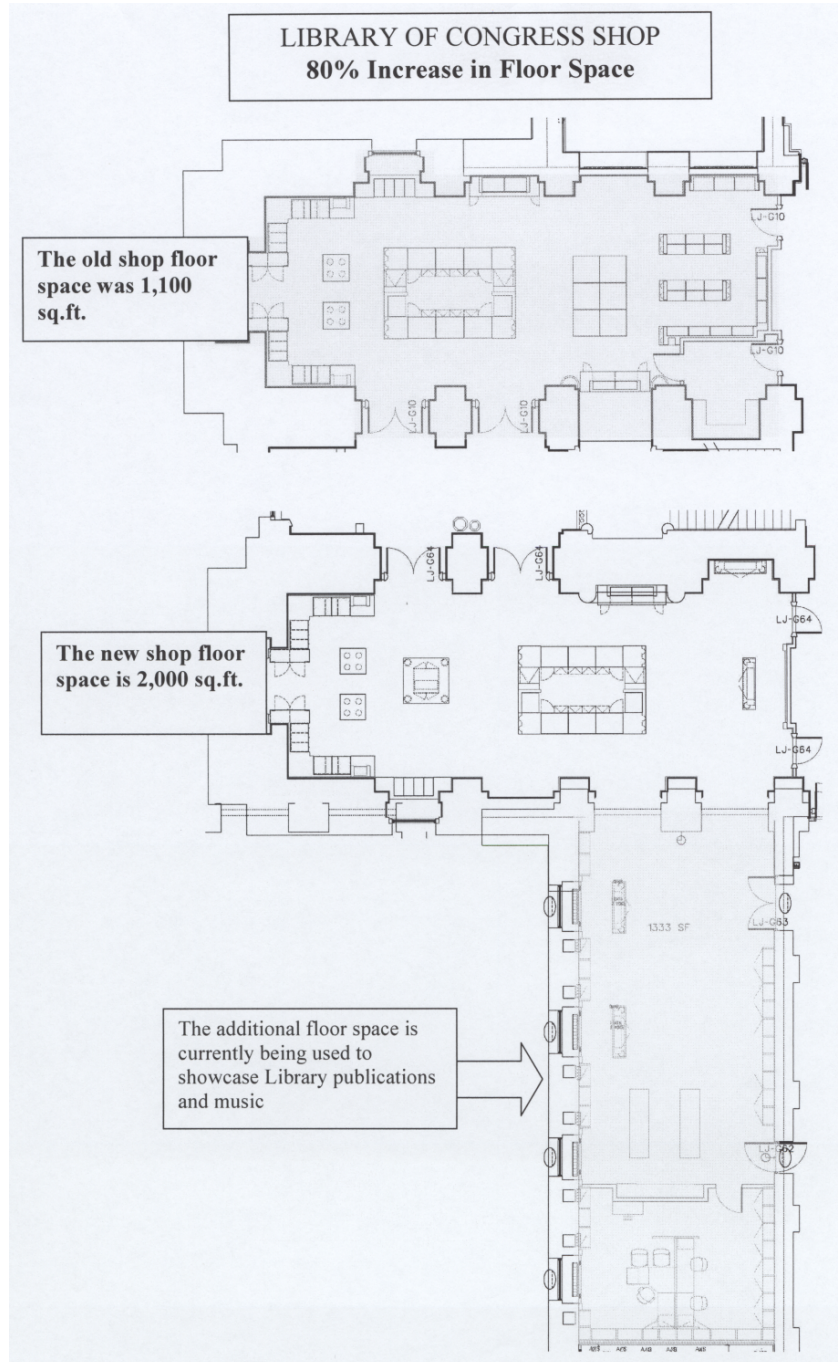 LIBRARY OF CONGRESS SHOP
80% Increase in Floor Space
LJ-G10
The old shop floor
space was 1,100
sq.ft.
LJ-G10
LJ-G10
LJ-G10
LJ-G64
LJ-G64
LJ-G64
The new shop floor
space is 2,000 sq.ft.
LJ-G64
LJ-G63
1333 SF
The additional floor space is
currently being used to
showcase Library publications
and music
LJ-G62